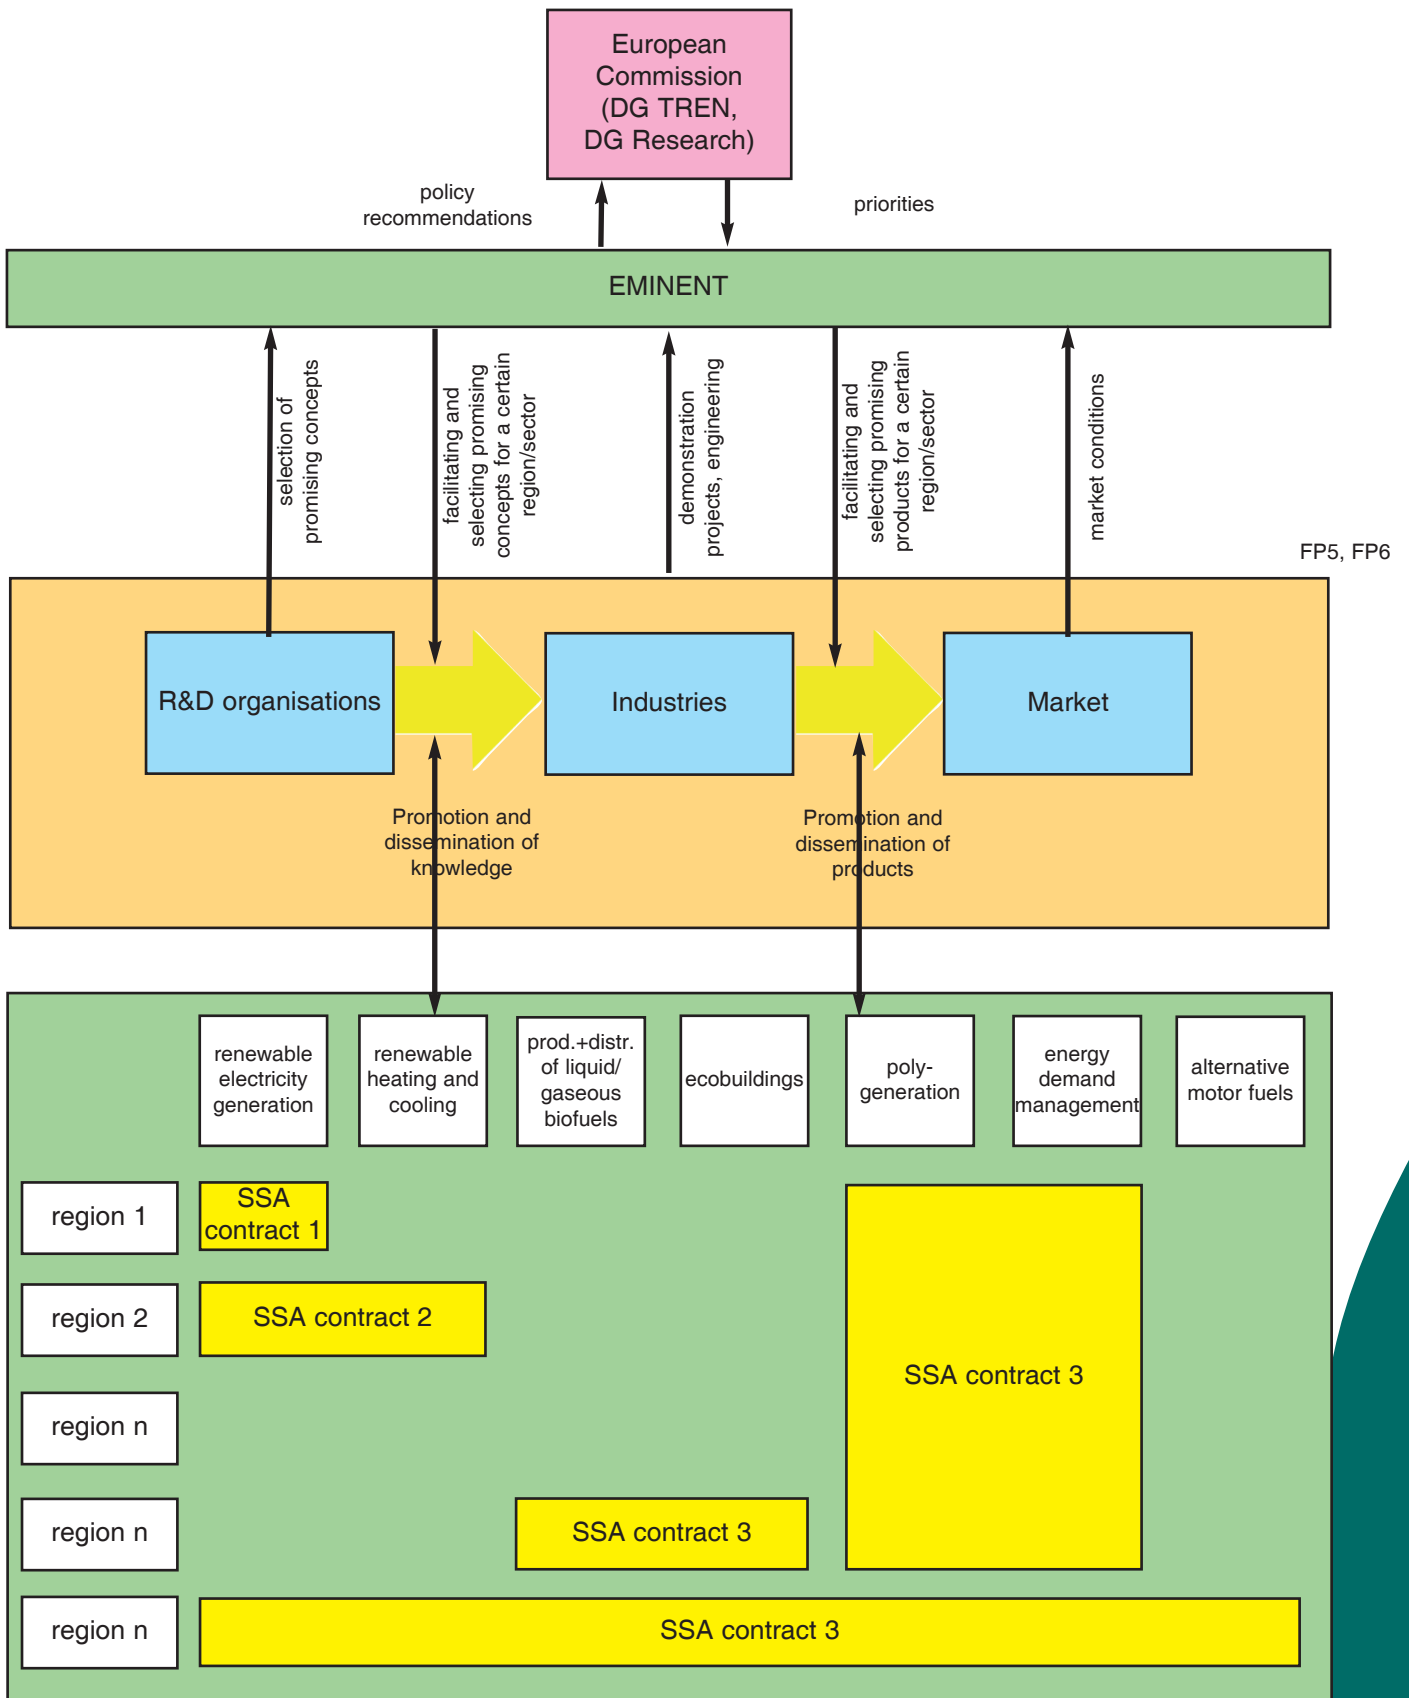 European
Commission
(DG TREN,
DG Research)
policy
recommendations
priorities
EMINENT
selection of
promising concepts
facilitating and
selecting promising
concepts for a certain
region/sector
demonstration
projects, engineering
facilitating and
selecting promising
products for a certain
region/sector
market conditions
FP5, FP6
R&D organisations
Industries
Market
Promotion and
dissemination of
knowledge
Promotion and
dissemination of
products
renewable
electricity
generation
renewable
heating and
cooling
prod.+distr.
of liquid/
gaseous
biofuels
ecobuildings
poly-
generation
energy
demand
management
alternative
motor fuels
region 1
SSA
contract 1
region 2
SSA contract 2
SSA contract 3
region n
region n
SSA contract 3
region n
SSA contract 3